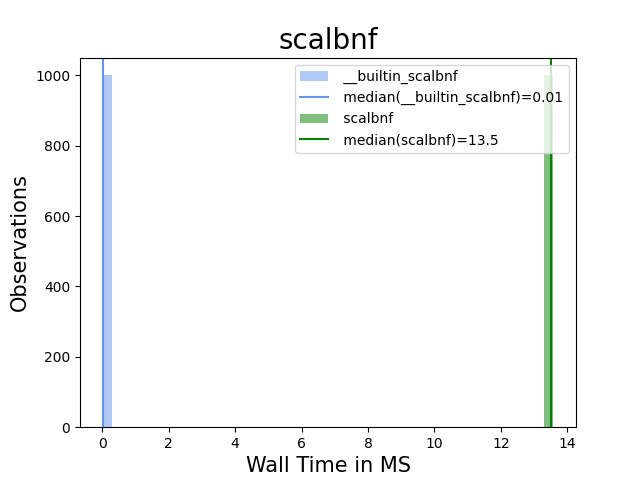 scalbnf
1000
800
600
400
200
0
Observations
__builtin_scalbnf
median(__builtin_scalbnf)=0.01
scalbnf
median(scalbnf)=13.5
0 2 4 6 8 10 12 14
Wall Time in MS